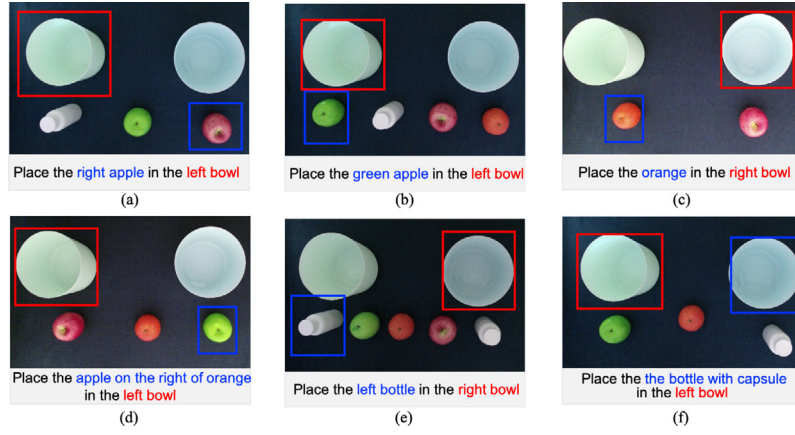 Place the right apple in the left bowl
(a)
Place the green apple in the left bowl
(b)
Place the orange in the right bowl
(c)
Place the apple on the right of orange
in the left bowl
(d)
Place the left bottle in the right bowl
(e)
Place the the bottle with capsule
in the left bowl
(f)